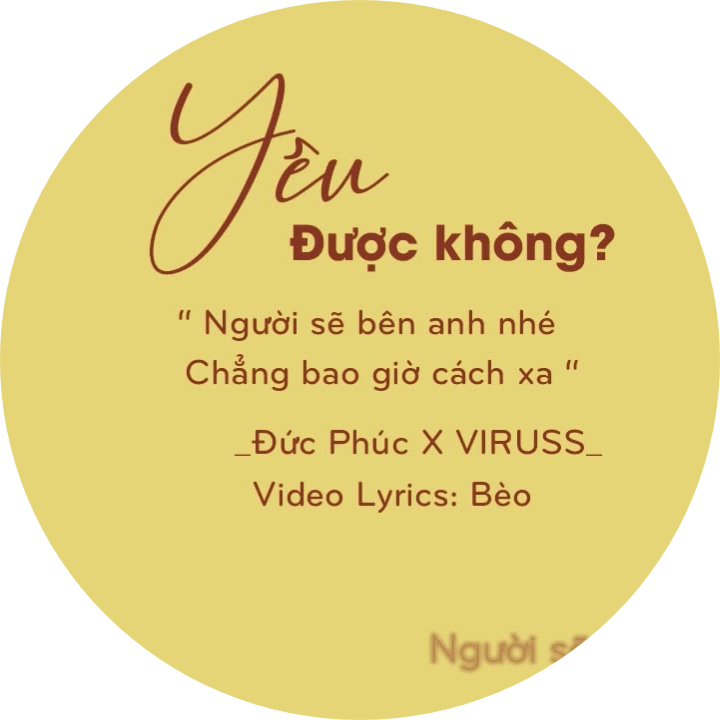 Yêu
Được không?
" Người sẽ bên anh nhé
Chẳng bao giờ cách xa "
_Đức Phúc X VIRUSS_
Video Lyrics: Bèo
Người sẽ